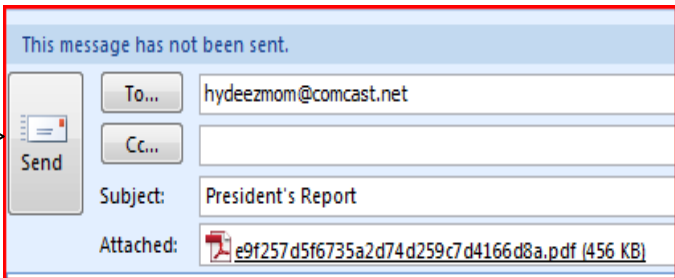 This message has not been sent.
To... hydeezmom@comcast.net
Cc...
Send
Subject: President's Report
Attached: e9f257d5f6735a2d74d259c7d4166d8a.pdf (456 KB)